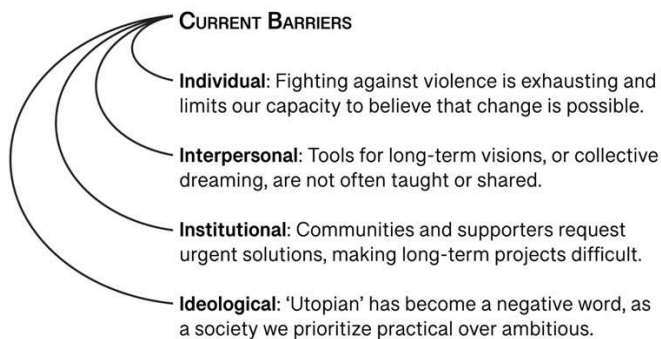 CURRENT BARRIERS
Individual: Fighting against violence is exhausting and
limits our capacity to believe that change is possible.
Interpersonal: Tools for long-term visions, or collective
dreaming, are not often taught or shared.
Institutional: Communities and supporters request
urgent solutions, making long-term projects difficult.
Ideological: ‘Utopian’ has become a negative word, as
a society we prioritize practical over ambitious.